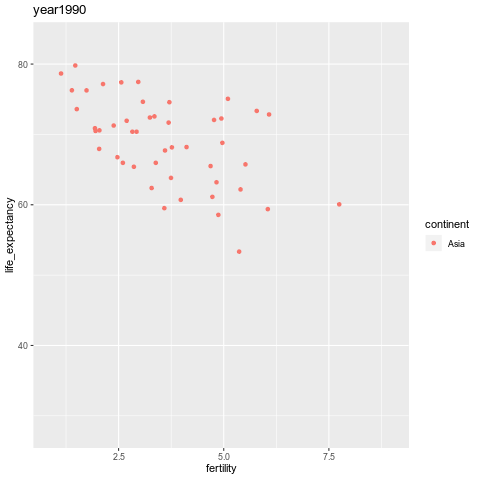 year1990
80
60
40
life_expectancy
2.5 5.0 7.5
fertility
continent
Asia